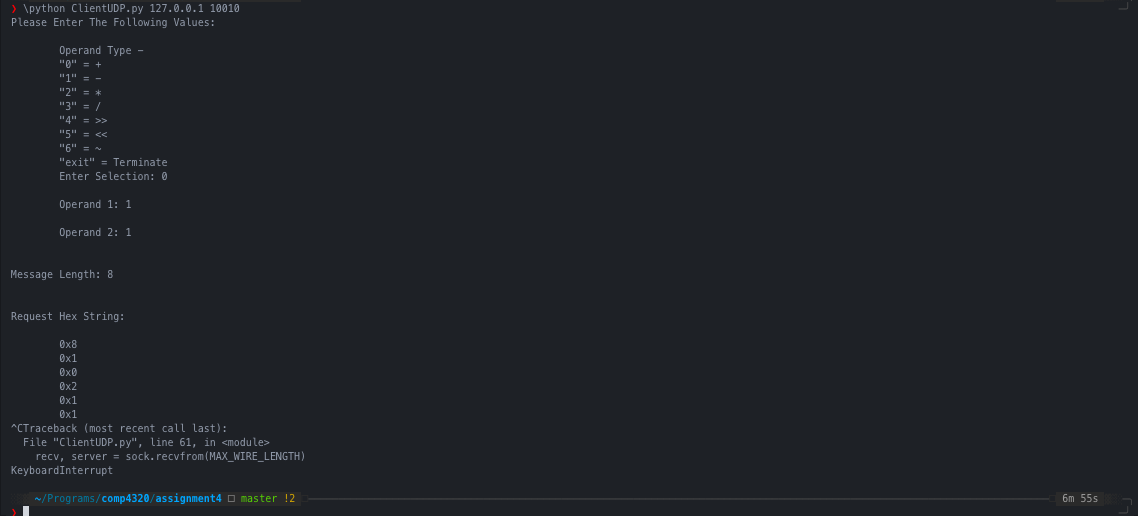 ❯ \python ClientUDP.py 127.0.0.1 10010
Please Enter The Following Values:
Operand Type -
"0" = +
"1" = -
"2" = *
"3" = /
"4" = >>
"5" = <<
"6" = ~
"exit" = Terminate
Enter Selection: 0
Operand 1: 1
Operand 2: 1
Message Length: 8
Request Hex String:
0x8
0x1
0x0
0x2
0x1
0x1
^CTraceback (most recent call last):
File "ClientUDP.py", line 61, in <module>
recv, server = sock.recvfrom(MAX_WIRE_LENGTH)
KeyboardInterrupt
~/Programs/comp4320/assignment4 □ master !2 6m 55s
❯